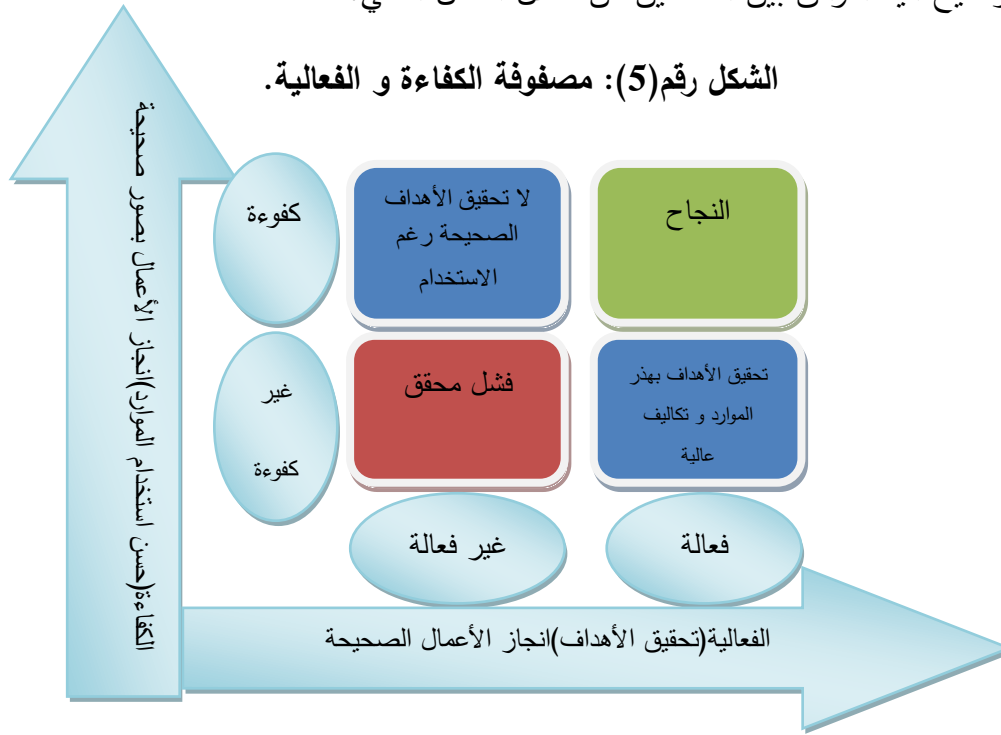 الشكل رقم(5): مصفوفة الكفاءة و الفعالية.
الكفاءة(حسن استخدام الموارد)انجاز الأعمال بصور صحيحة
كفوءة
لا تحقيق الأهداف
الصحيحة رغم
الاستخدام
النجاح
غير
كفوءة
فشل محقق
تحقيق الأهداف بهذر
الموارد و تكاليف
عالية
غير فعالة
فعالة
الفعالية(تحقيق الأهداف)انجاز الأعمال الصحيحة